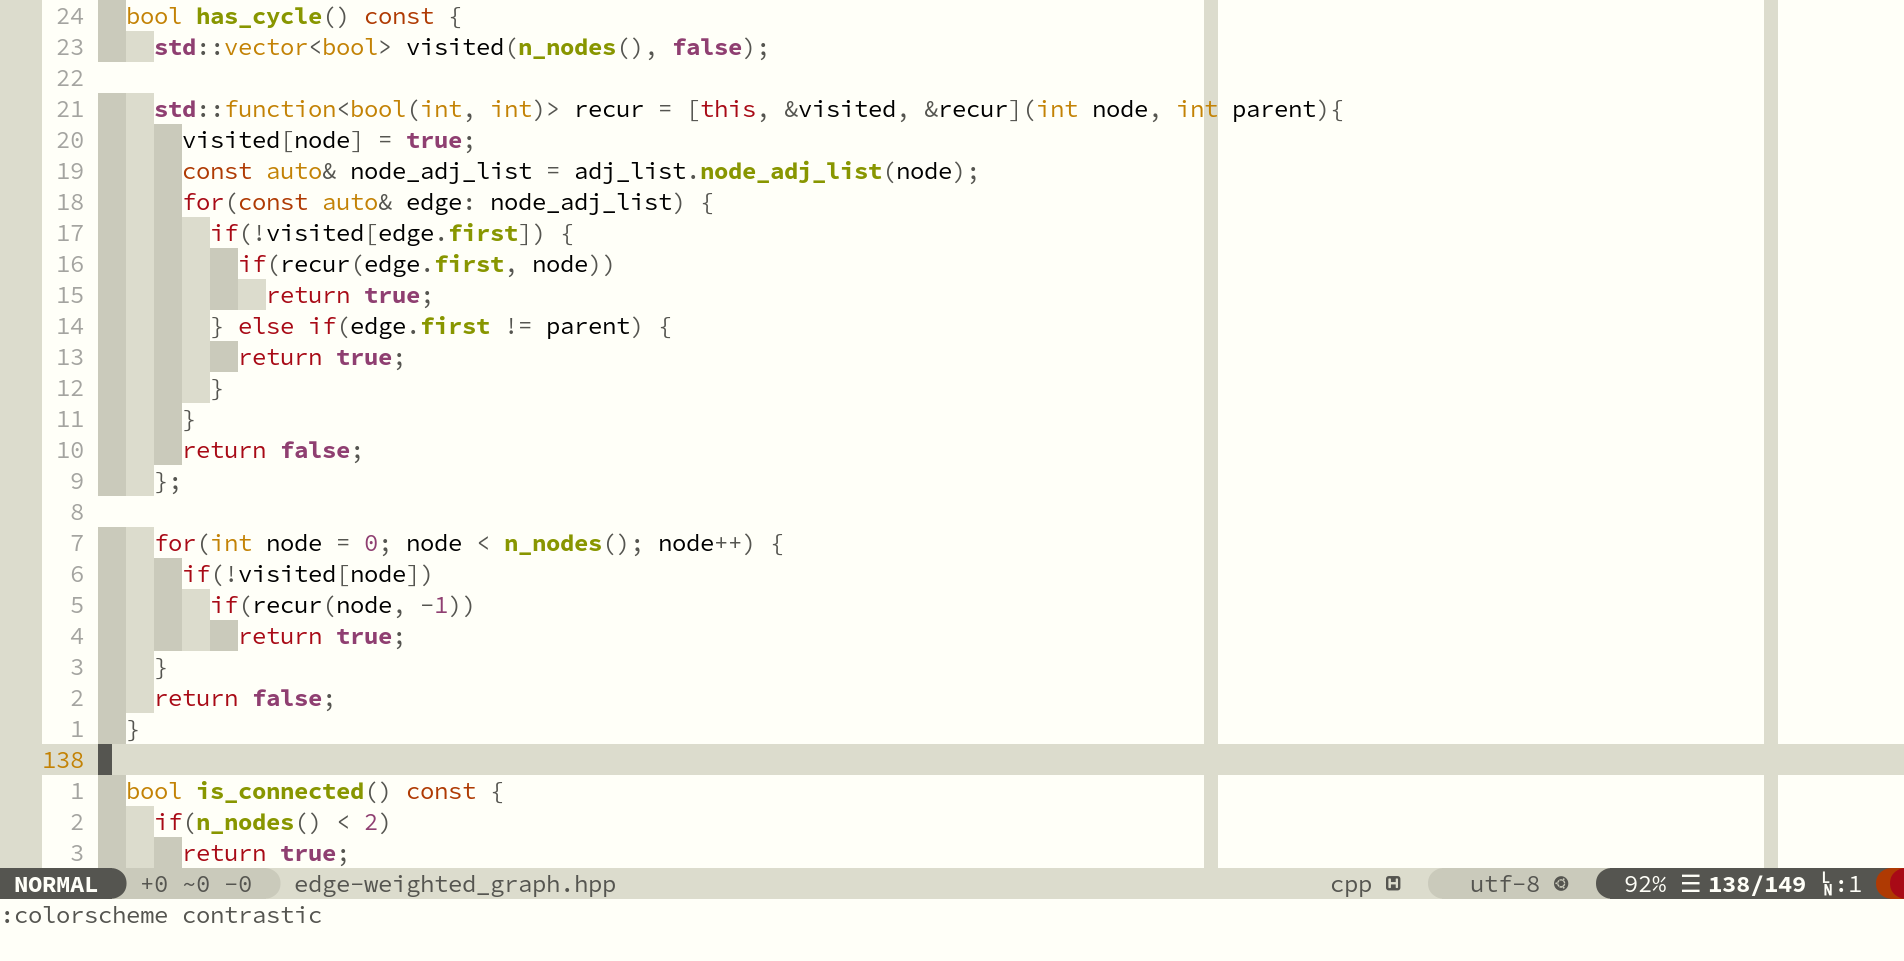 24 bool has_cycle() const {
23 std::vector<bool> visited(n_nodes(), false);
22
21 std::function<bool(int, int)> recur = [this, &visited, &recur](int node, int parent){
20 visited[node] = true;
19 const auto& node_adj_list = adj_list.node_adj_list(node);
18 for(const auto& edge: node_adj_list) {
17 if(!visited[edge.first]) {
16 if(recur(edge.first, node))
15 return true;
14 } else if(edge.first != parent) {
13 return true;
12 }
11 }
10 return false;
9 };
8
7 for(int node = 0; node < n_nodes(); node++) {
6 if(!visited[node])
5 if(recur(node, -1))
4 return true;
3 }
2 return false;
1 }
138
1 bool is_connected() const {
2 if(n_nodes() < 2)
3 return true;
NORMAL +0 ~0 -0 edge-weighted_graph.hpp cpp utf-8 92% ☰ 138/149 LN:1
:colorscheme contrastic